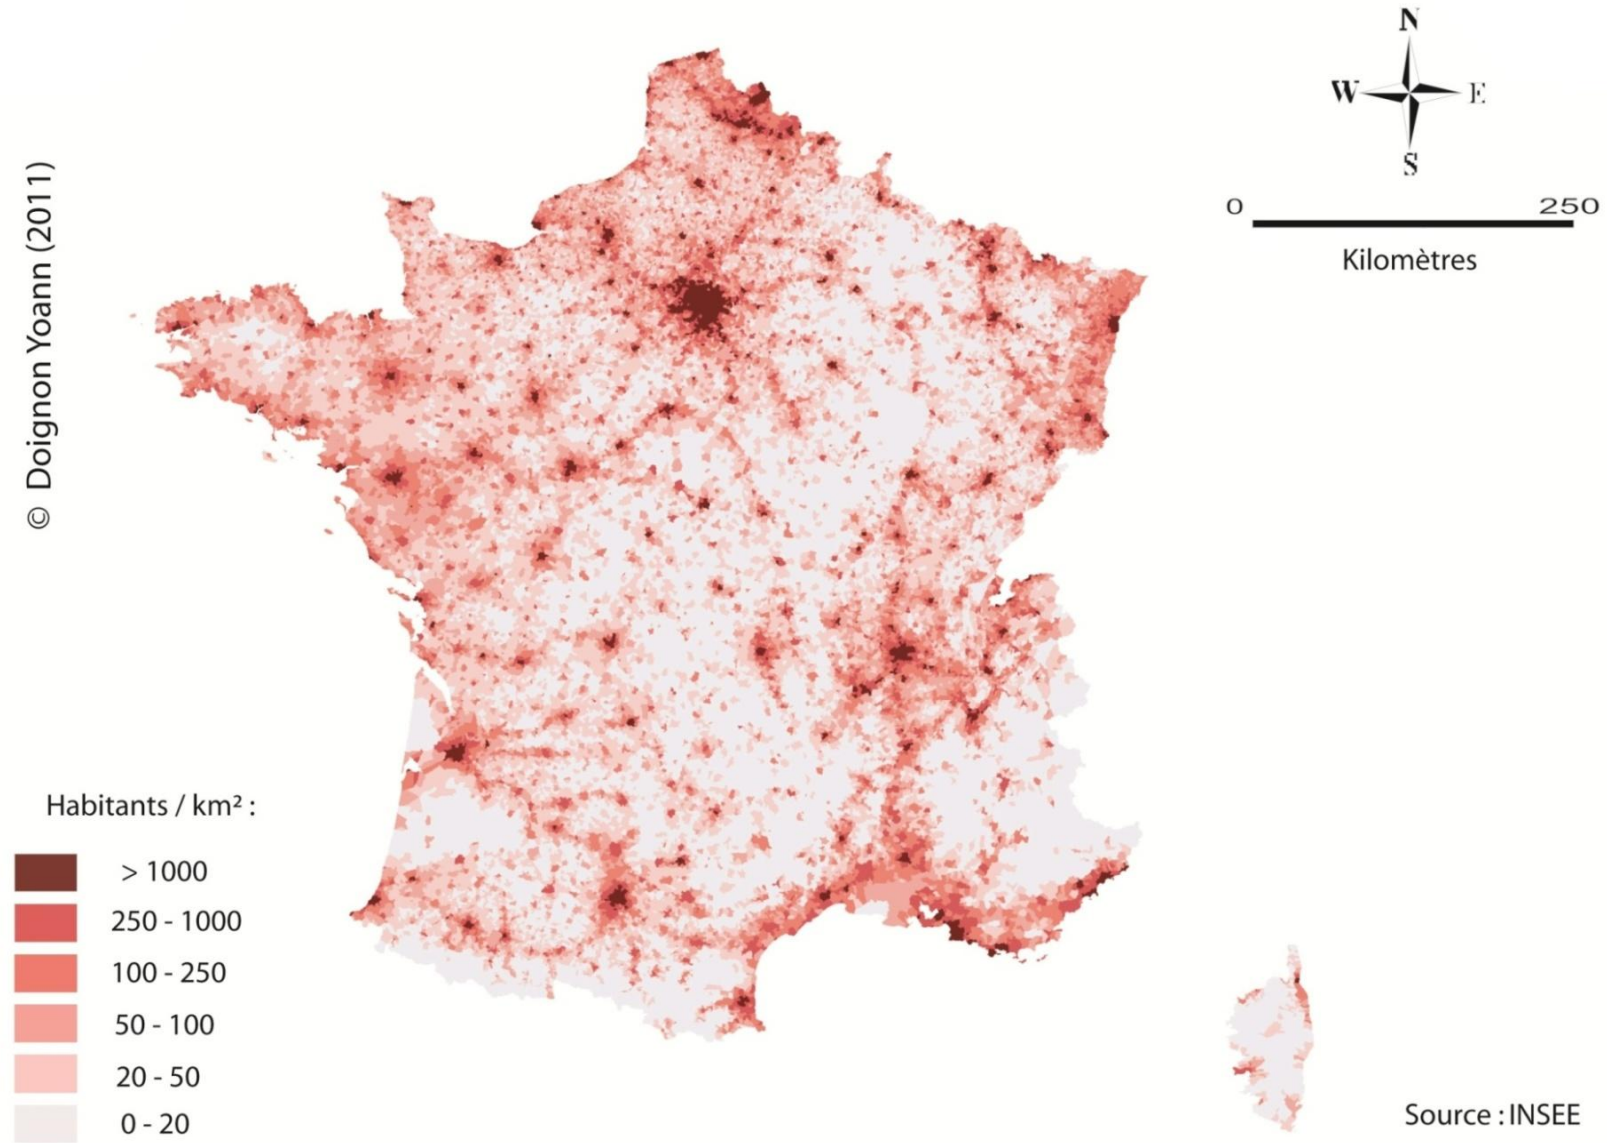 N
W E
S
0 250
Kilomètres
© Doignon Yoann (2011)
Habitants / km² :
> 1000
250 - 1000
100 - 250
50 - 100
20 - 50
0 - 20
Source : INSEE